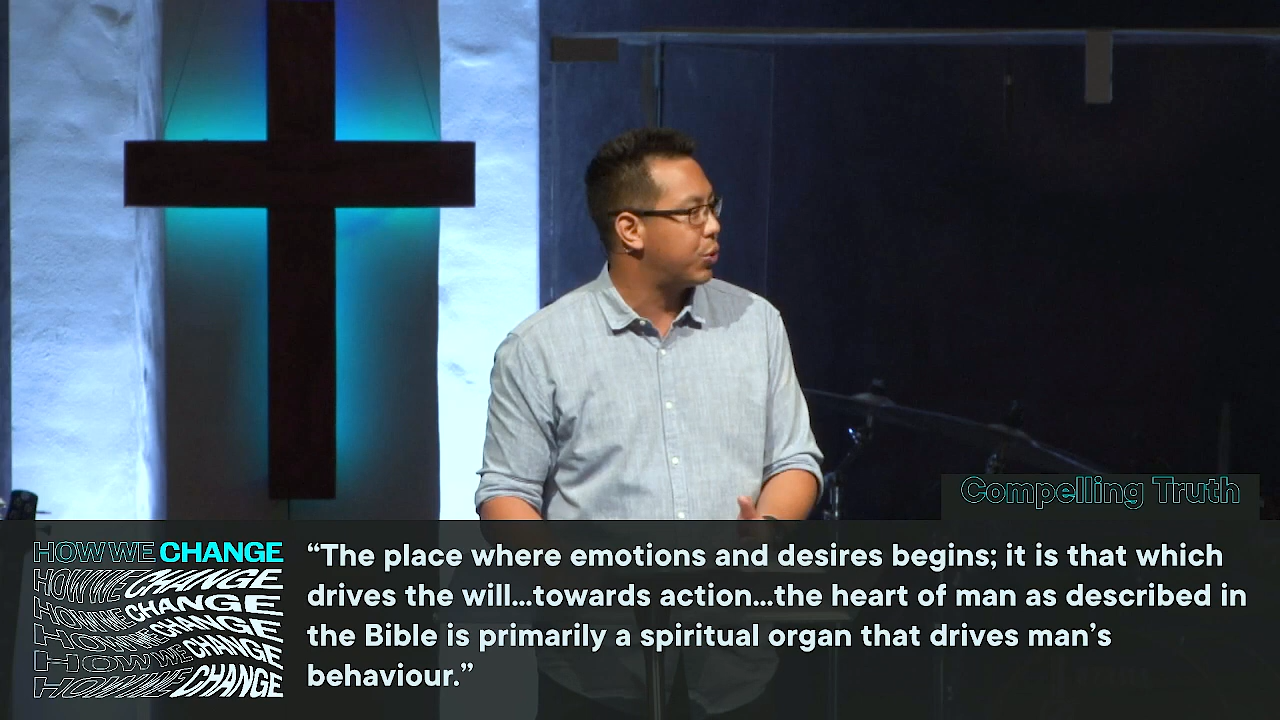 Compelling Truth
HOW WE CHANGE
HOW WE CHANGE
HOW WE CHANGE
HOW WE CHANGE
HOW WE CHANGE
HOW WE CHANGE
“The place where emotions and desires begins; it is that which
drives the will...towards action...the heart of man as described in
the Bible is primarily a spiritual organ that drives man’s
behaviour.”